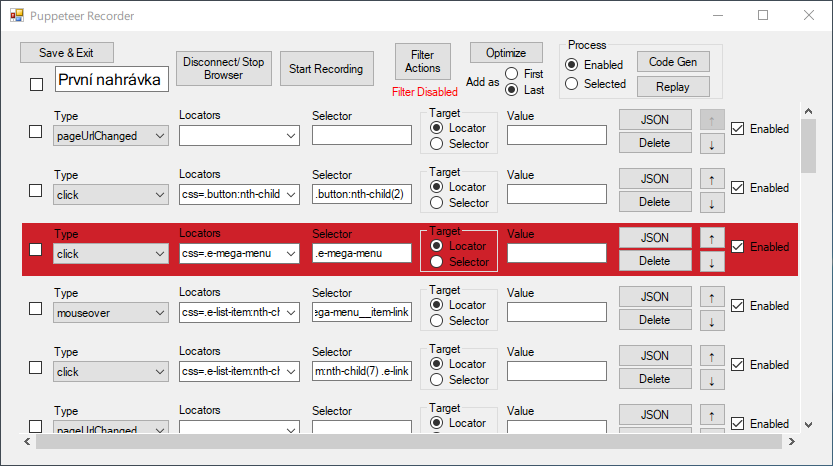 Puppeteer Recorder
Save & Exit
První nahrávka
Disconnect/ Stop
Browser
Start Recording
Filter
Actions
Filter Disabled
Optimize
Add as
First
Last
Process
Enabled
Selected
Code Gen
Replay
Type Locators Selector Target Value
pageUrlChanged Locator JSON ↑ Enabled
Selector Delete ↓
Type Locators Selector Target Value
click css=.button:nth-child .button:nth-child(2) Locator JSON ↑ Enabled
Selector Delete ↓
Type Locators Selector Target Value
click css=.e-mega-menu .e-mega-menu Locator JSON ↑ Enabled
Selector Delete ↓
Type Locators Selector Target Value
mouseover css=.e-list-item:nth-ch ega-menu__item-link Locator JSON ↑ Enabled
Selector Delete ↓
Type Locators Selector Target Value
click css=.e-list-item:nth-ch m:nth-child(7) .e-link Locator JSON ↑ Enabled
Selector Delete ↓
Type Locators Selector Target Value
pageUrlChanged Locator JSON ↑ Enabled